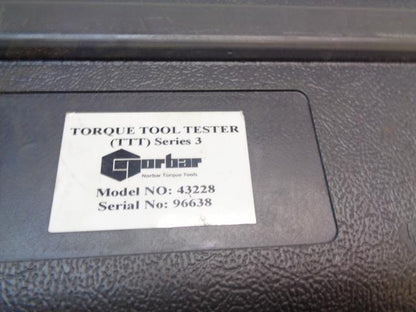 TORQUE TOOL TESTER
(TTT) Series 3
Norbar
Norbar Torque Tools
Model NO: 43228
Serial No: 96638